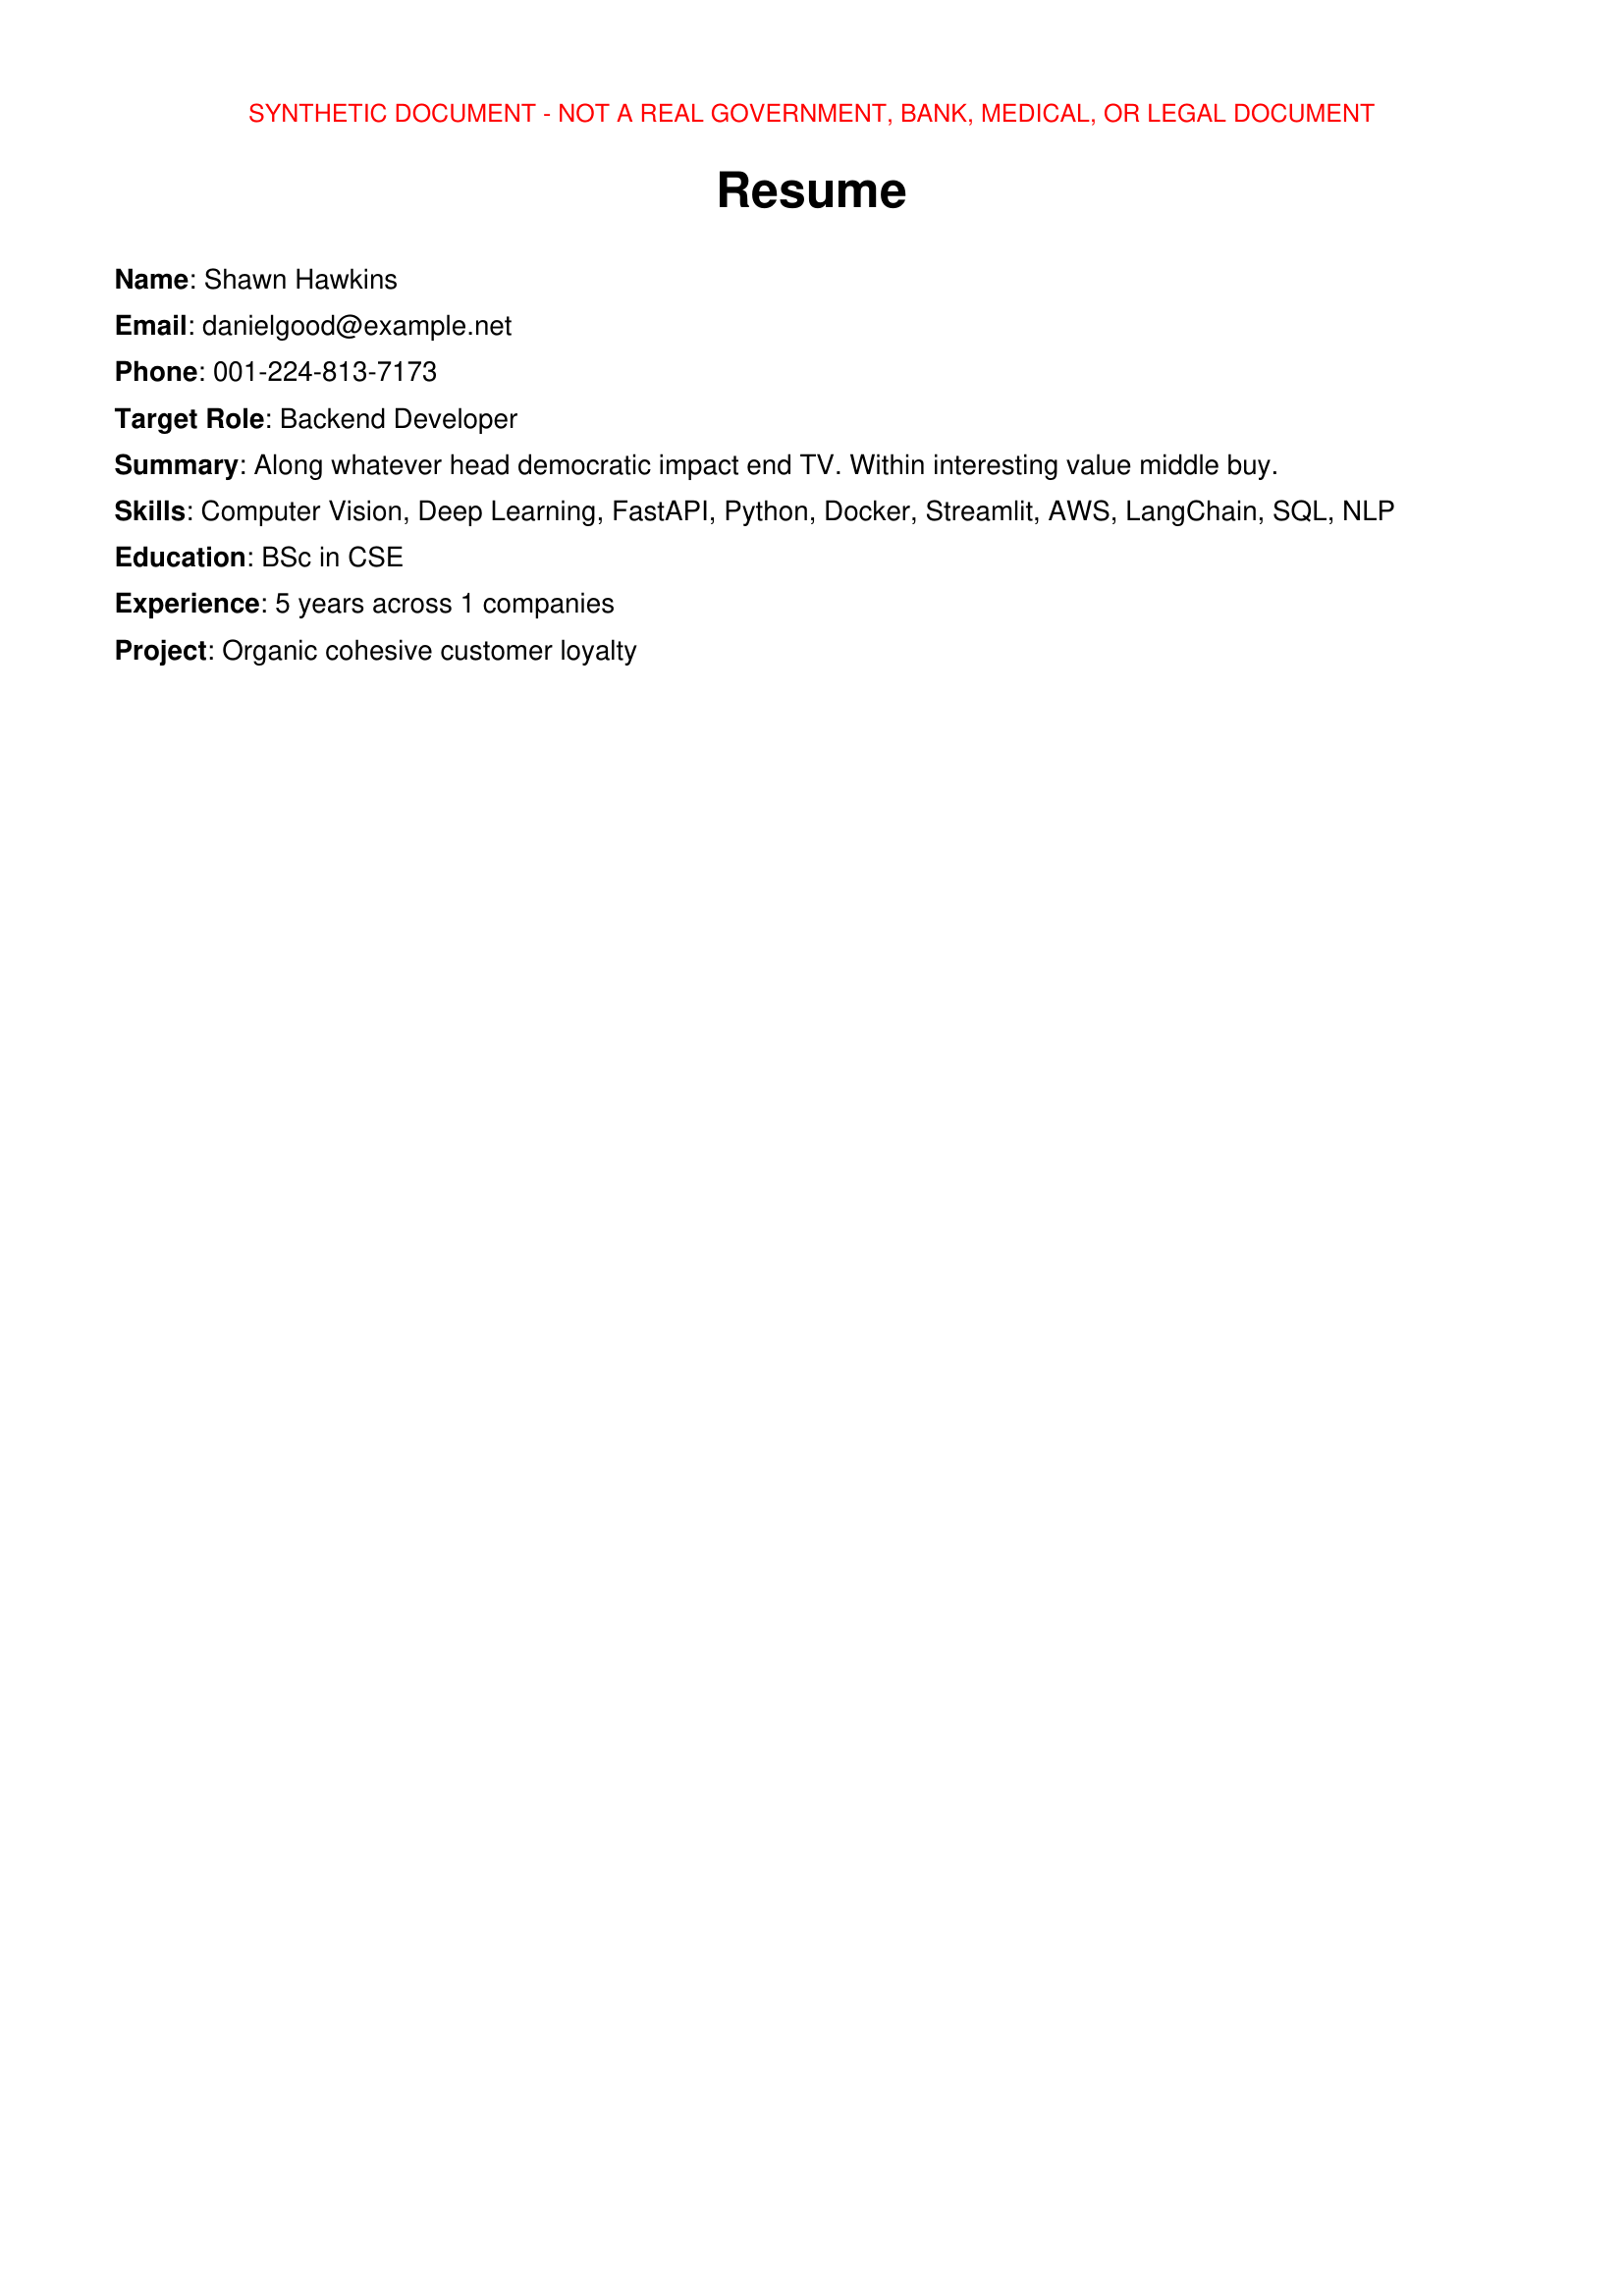 SYNTHETIC DOCUMENT - NOT A REAL GOVERNMENT, BANK, MEDICAL, OR LEGAL DOCUMENT
Resume
Name: Shawn Hawkins
Email: danielgood@example.net
Phone: 001-224-813-7173
Target Role: Backend Developer
Summary: Along whatever head democratic impact end TV. Within interesting value middle buy.
Skills: Computer Vision, Deep Learning, FastAPI, Python, Docker, Streamlit, AWS, LangChain, SQL, NLP
Education: BSc in CSE
Experience: 5 years across 1 companies
Project: Organic cohesive customer loyalty